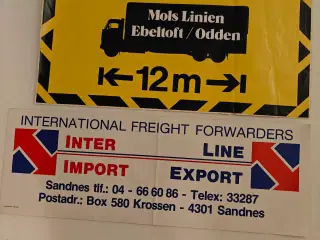 Mols Linien
Ebeltoft / Odden
12m
INTERNATIONAL FREIGHT FORWARDERS
INTER LINE
IMPORT EXPORT
Sandnes tlf.: 04 - 66 60 86 - Telex: 33287
Postadr.: Box 580 Krossen - 4301 Sandnes